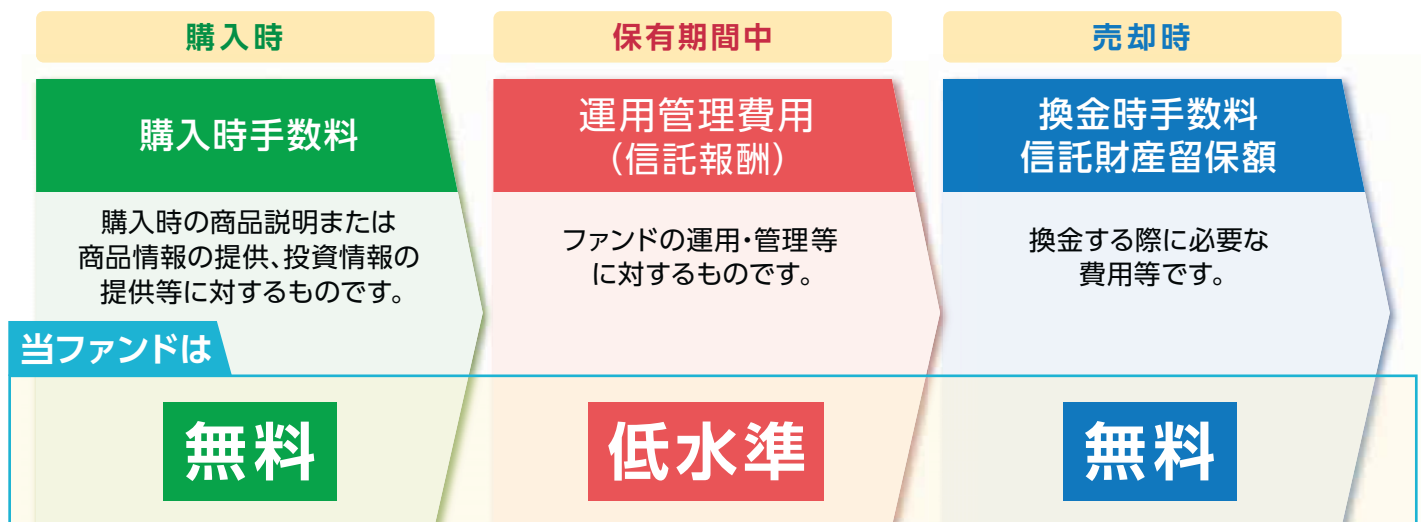 購入時
購入時手数料
購入時の商品説明または
商品情報の提供、投資情報の
提供等に対するものです。
保有期間中
運用管理費用
(信託報酬)
ファンドの運用・管理等
に対するものです。
売却時
換金時手数料
信託財産留保額
換金する際に必要な
費用等です。
当ファンドは
無料
低水準
無料